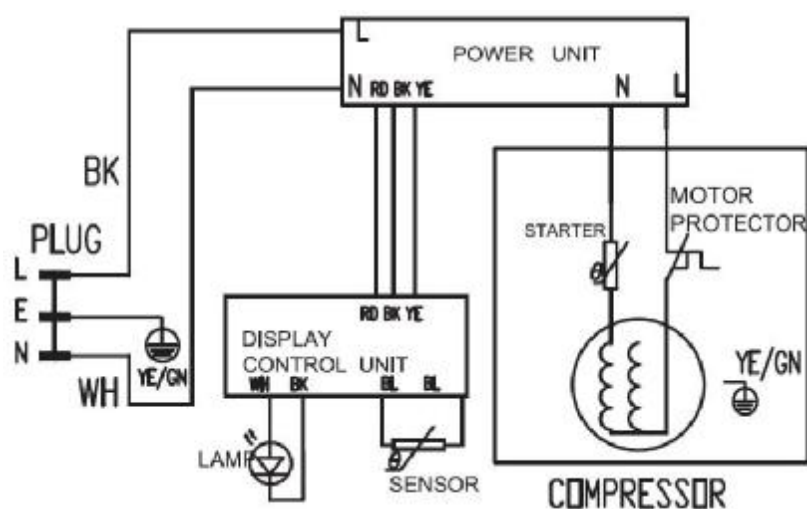 L
POWER UNIT
N RD BK YE N L
BK
MOTOR
PROTECTOR
STARTER
PLUG
L
E
N
YE/GN
WH
RD BK YE
DISPLAY
CONTROL UNIT
WH BK BL BL
LAMP
SENSOR
YE/GN
COMPRESSOR